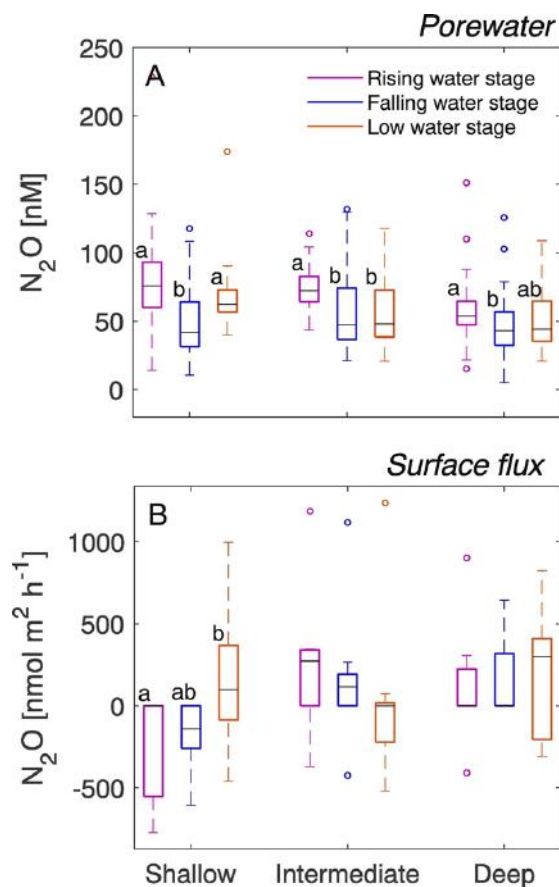 Porewater
A
250
200
150
100
50
0
N₂O [nM]
Rising water stage
Falling water stage
Low water stage
a
b
a
a
b
b
a
b
ab
Surface flux
B
1000
500
0
-500
N₂O [nmol m² h⁻¹]
a
ab
b
Shallow Intermediate Deep